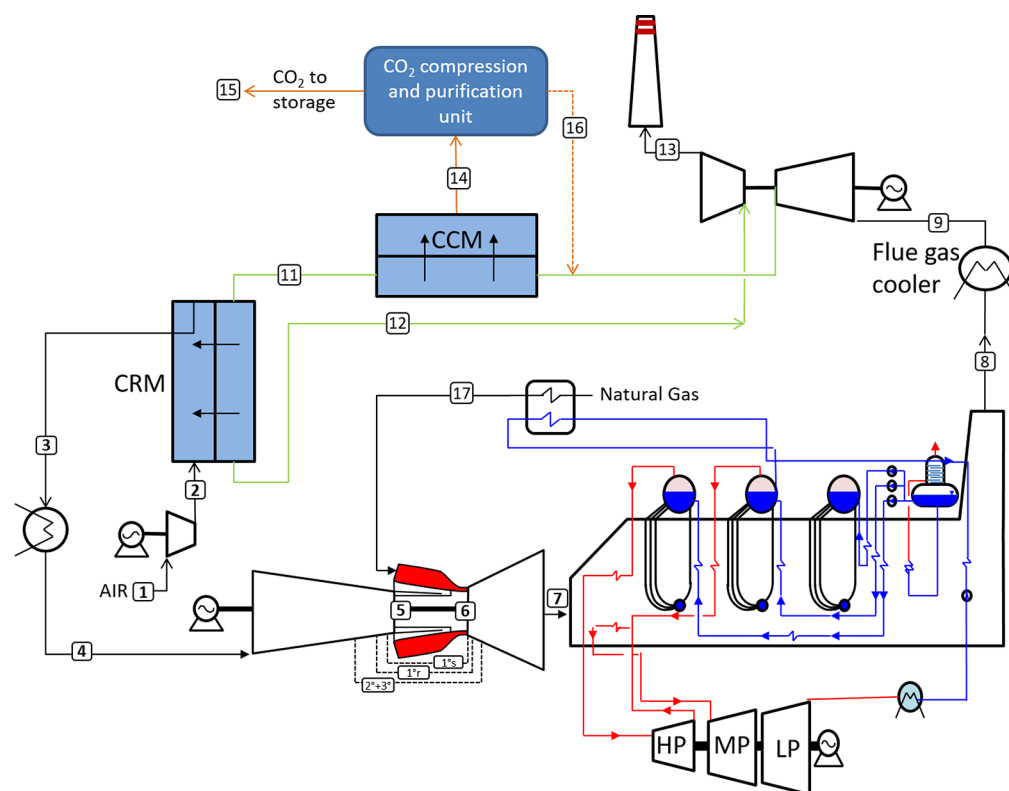 CO₂ compression
and purification
unit
CO₂ to
storage
15
16
13
14
9
CCM
Flue gas
cooler
11
12
8
CRM
17
Natural Gas
3
2
AIR
1
5
6
7
4
1°s
1°r
2°+3°
HP
MP
LP